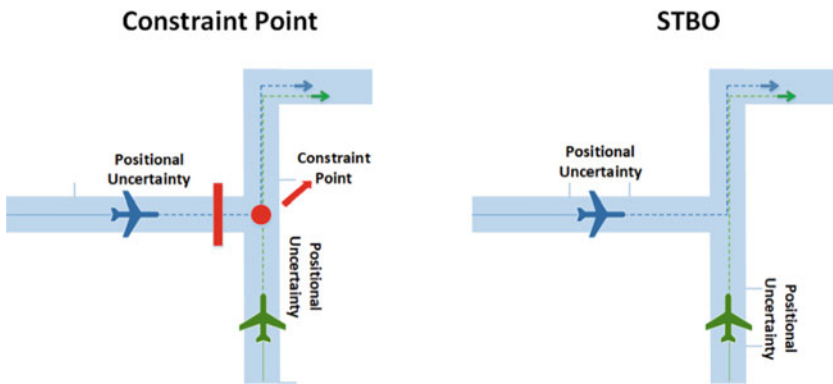 Constraint Point
STBO
Positional
Uncertainty
Constraint
Point
Positional
Uncertainty
Positional
Uncertainty
Positional
Uncertainty